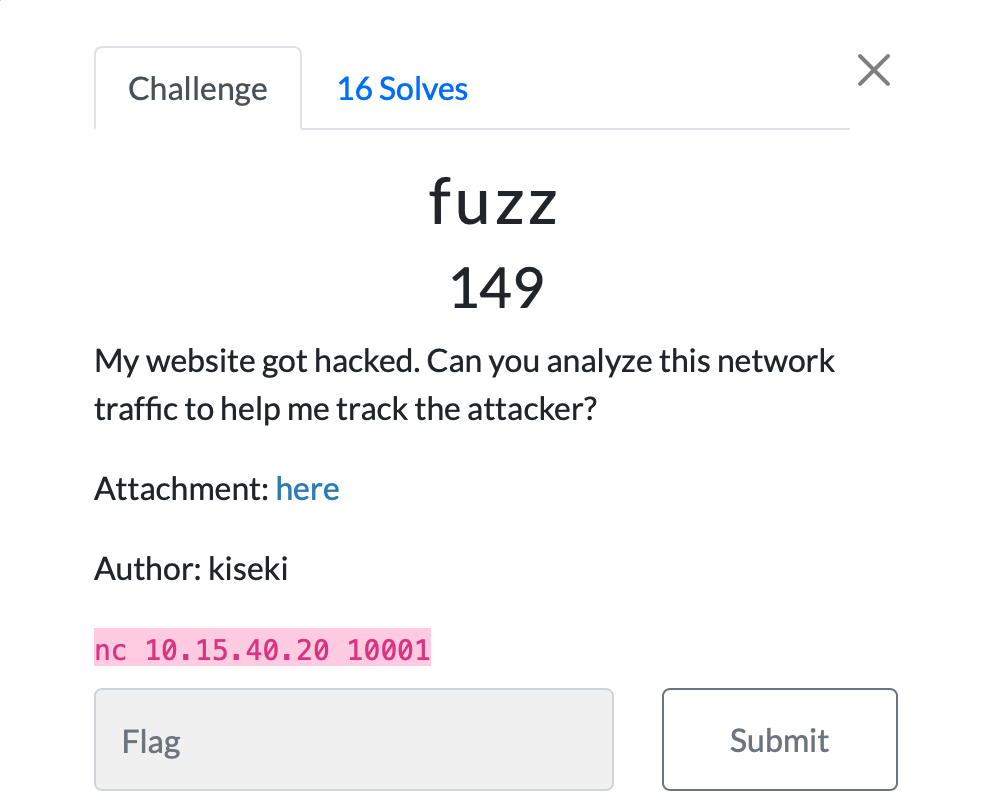 Challenge
16 Solves
fuzz
149
My website got hacked. Can you analyze this network
traffic to help me track the attacker?
Attachment: here
Author: kiseki
nc 10.15.40.20 10001
Flag
Submit